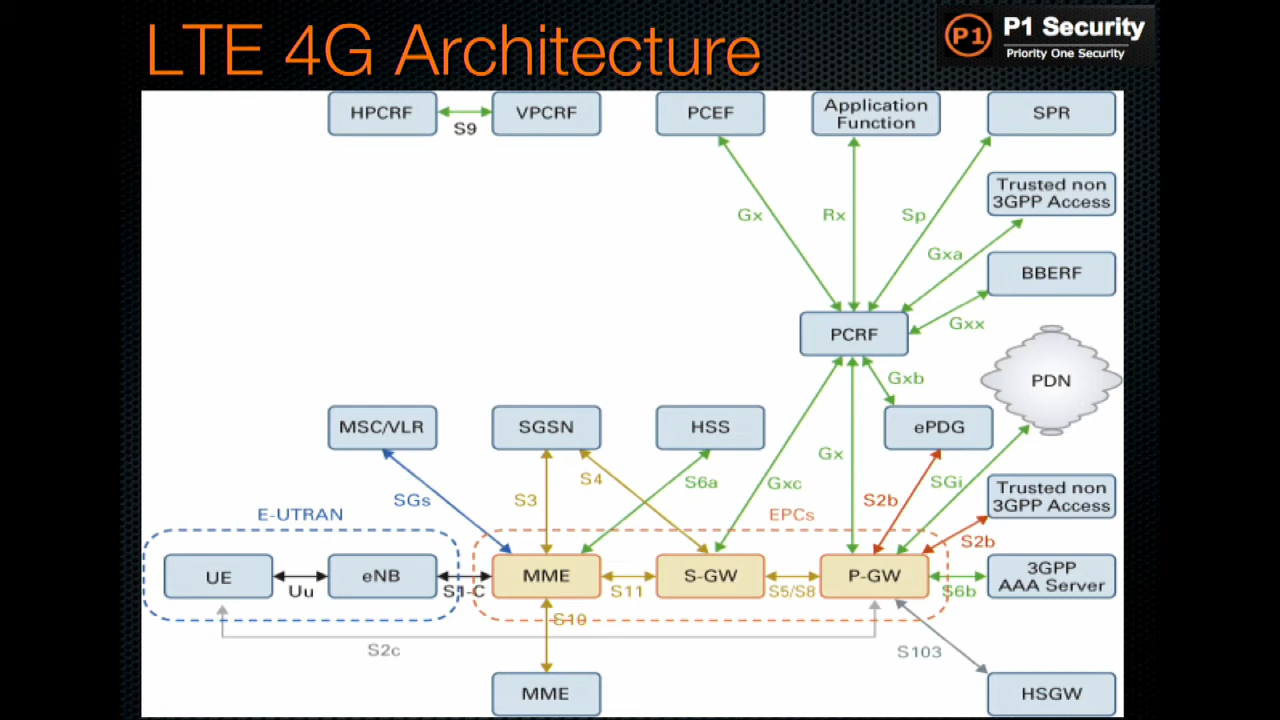 LTE 4G Architecture
P1
P1 Security
Priority One Security
HPCRF
S9
VPCRF
PCEF
Application
Function
SPR
Trusted non
3GPP Access
Gx
Rx
Sp
Gxa
BBERF
Gxx
PCRF
PDN
Gxb
MSC/VLR
SGSN
HSS
ePDG
SGs
S3
S4
S6a
Gxc
Gx
S2b
SGi
Trusted non
3GPP Access
E-UTRAN
EPCs
S2b
UE
Uu
eNB
S1-C
MME
S11
S-GW
S5/S8
P-GW
S6b
3GPP
AAA Server
S10
S2c
S103
MME
HSGW